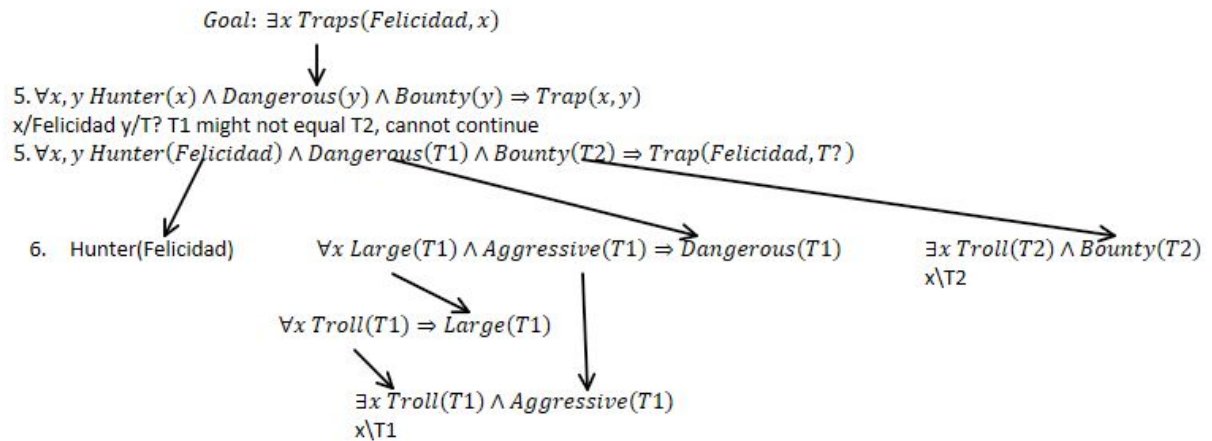 Goal: ∃x Traps(Felicidad, x)
5. ∀x, y Hunter(x) ∧ Dangerous(y) ∧ Bounty(y) ⇒ Trap(x, y)
x/Felicidad y/T? T1 might not equal T2, cannot continue
5. ∀x, y Hunter(Felicidad) ∧ Dangerous(T1) ∧ Bounty(T2) ⇒ Trap(Felicidad, T?)
6. Hunter(Felicidad) ∀x Large(T1) ∧ Aggressive(T1) ⇒ Dangerous(T1) ∃x Troll(T2) ∧ Bounty(T2)
x\T2
∀x Troll(T1) ⇒ Large(T1)
∃x Troll(T1) ∧ Aggressive(T1)
x\T1